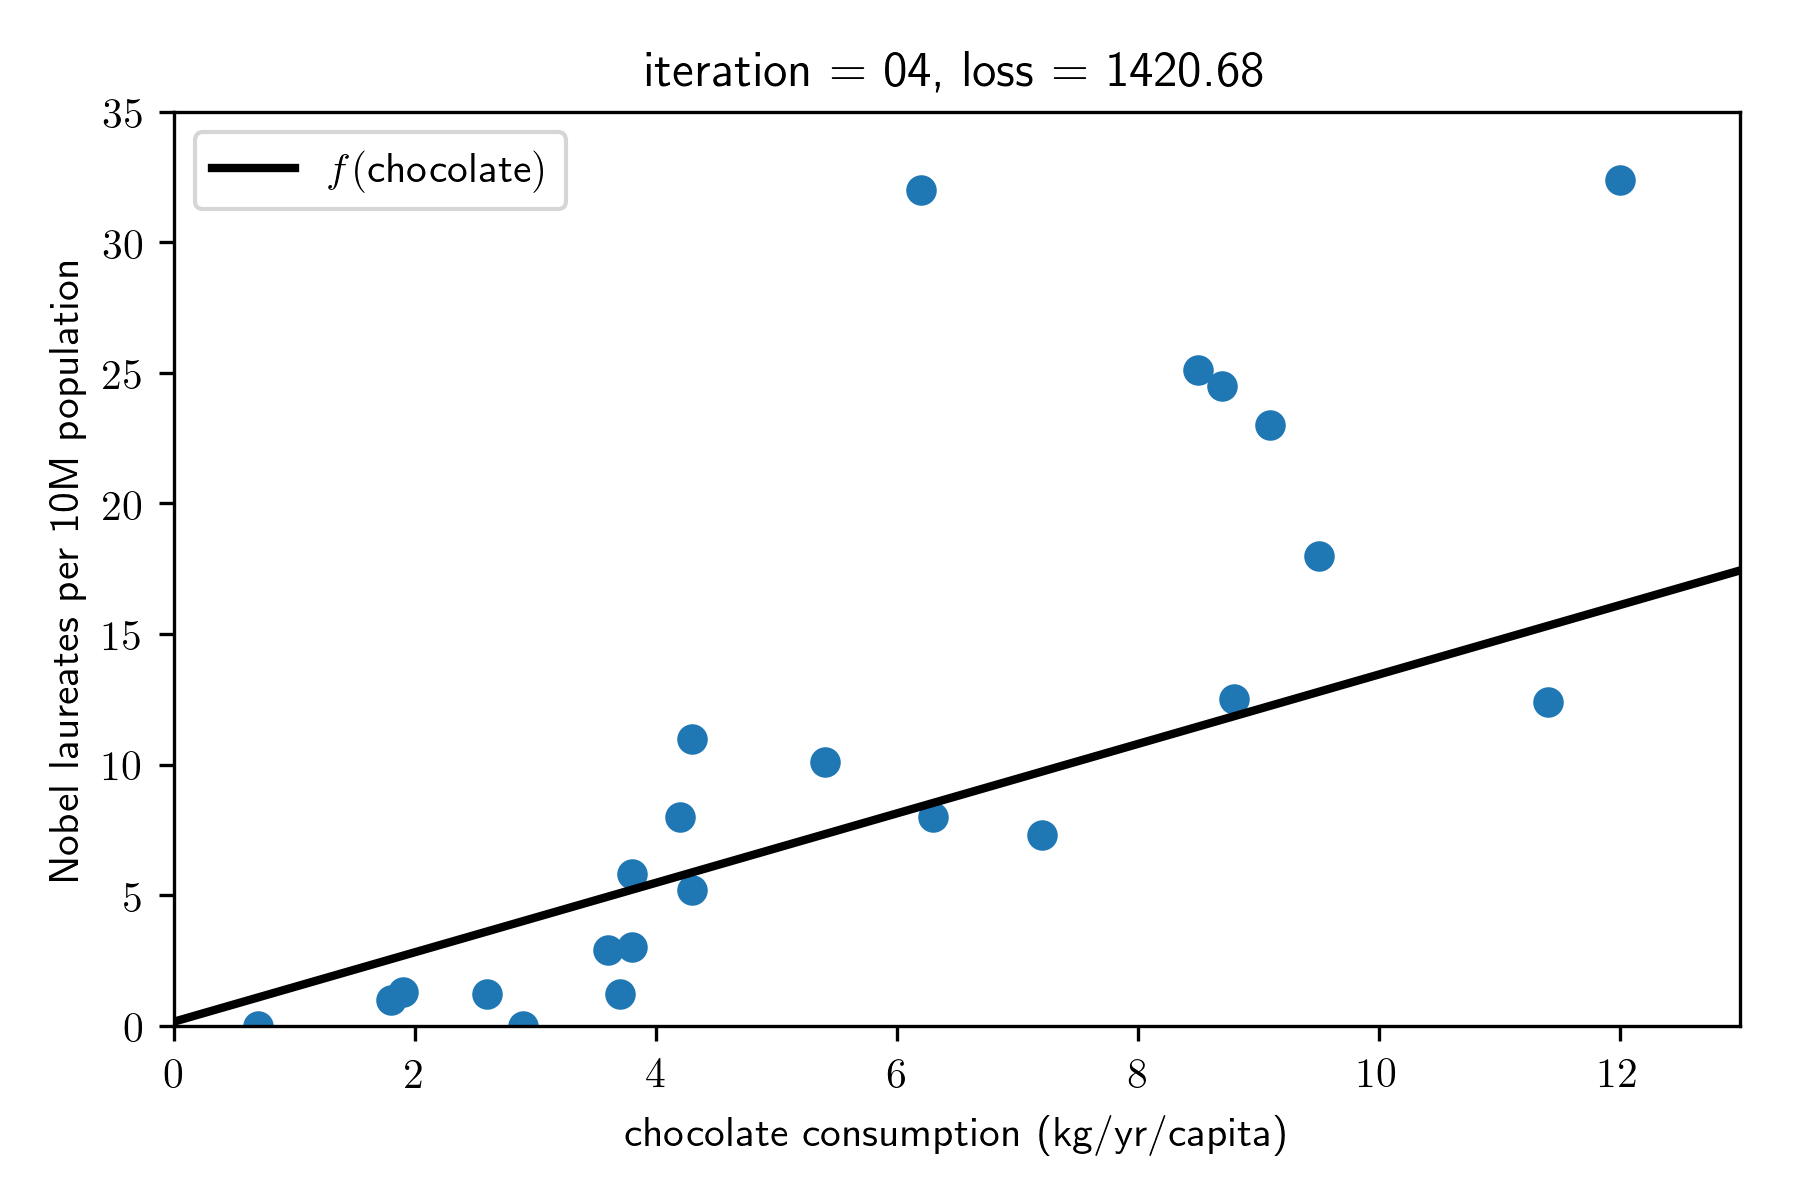 iteration = 04, loss = 1420.68
f(chocolate)
Nobel laureates per 10M population
35
30
25
20
15
10
5
0
0 2 4 6 8 10 12
chocolate consumption (kg/yr/capita)